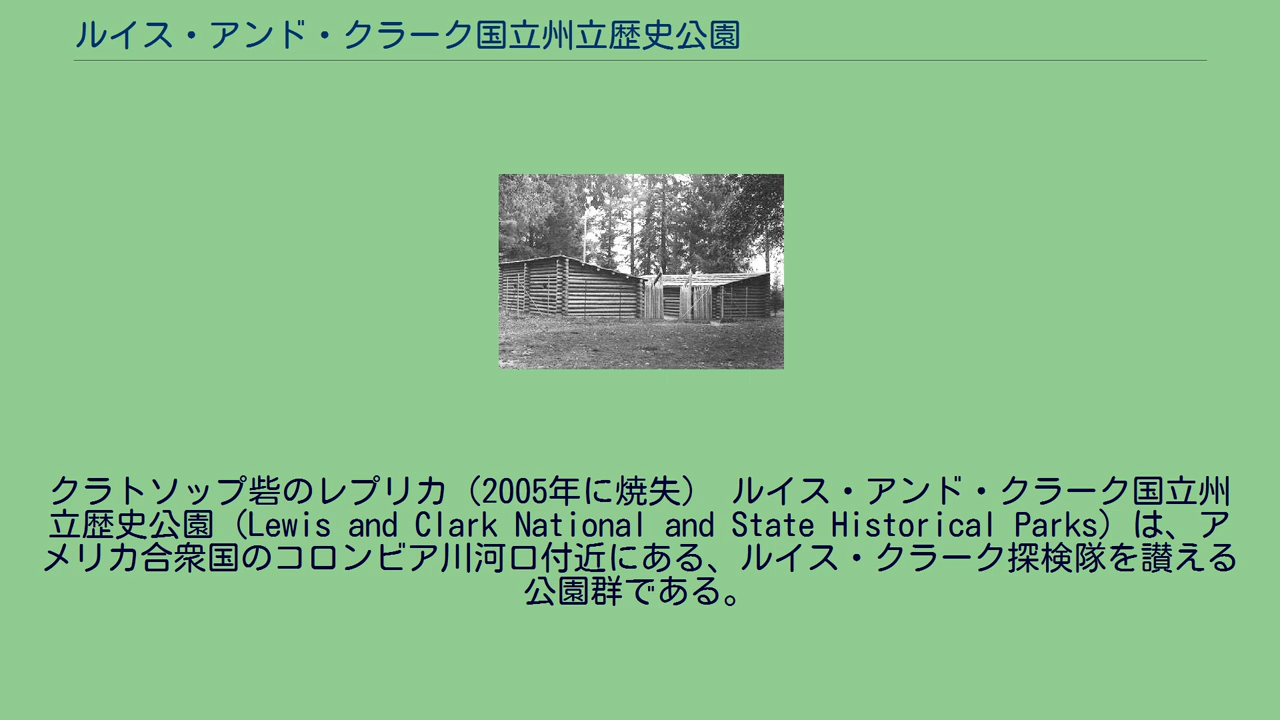 ルイス・アンド・クラーク国立州立歴史公園
クラトソップ砦のレプリカ（2005年に焼失） ルイス・アンド・クラーク国立州
立歴史公園（Lewis and Clark National and State Historical Parks）は、ア
メリカ合衆国のコロンビア川河口付近にある、ルイス・クラーク探検隊を讃える
公園群である。